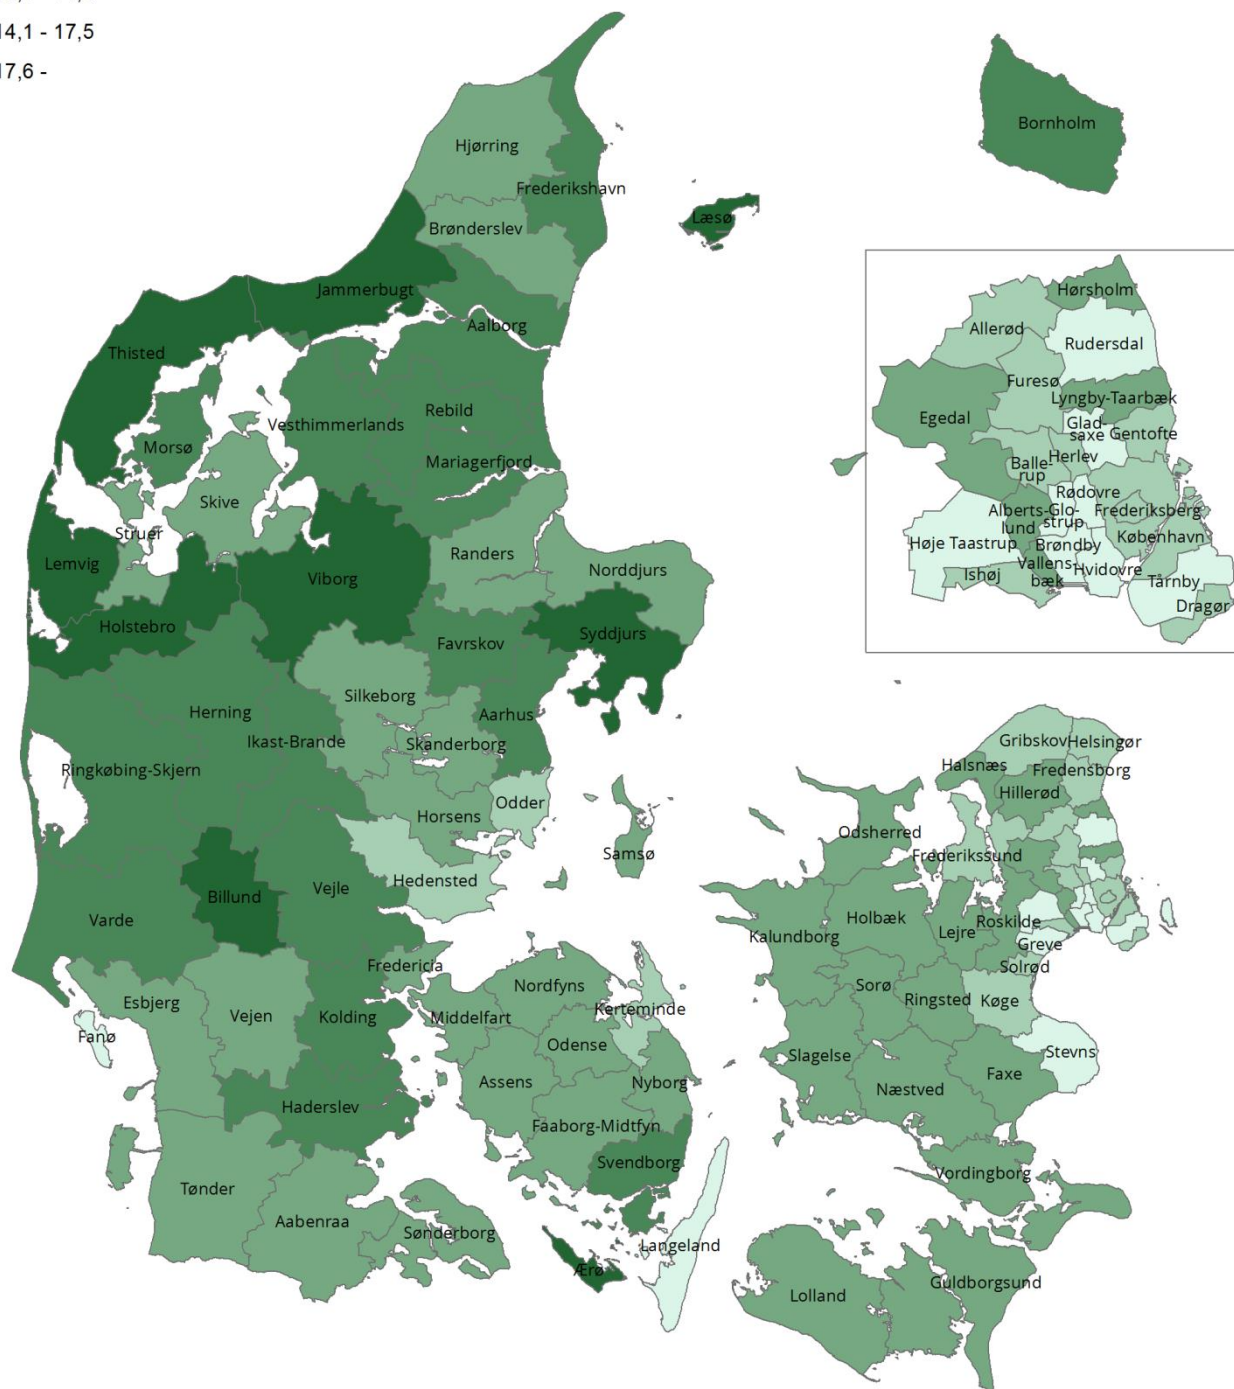 14,1 - 17,5
17,6 -
Bornholm
Hjørring
Frederikshavn
Læsø
Brønderslev
Jammerbugt
Hørsholm
Aalborg
Allerød
Rudersdal
Thisted
Furesø
Lyngby-Taarbæk
Rebild
Egedal
Vesthimmerlands
Glad-
saxe
Gentofte
Morsø
Herlev
Mariagerfjord
Balle-
rup
Rødovre
Skive
Alberts-
lund
Glo-
strup
Frederiksberg
Struer
København
Høje Taastrup
Brøndby
Randers
Lemvig
Vallens-
bæk
Hvidovre
Norddjurs
Ishøj
Viborg
Tårnby
Dragør
Holstebro
Syddjurs
Favrskov
Silkeborg
Herning
Aarhus
Ikast-Brande
Skanderborg
Gribskov
Helsingør
Halsnæs
Fredensborg
Ringkøbing-Skjern
Hillerød
Odder
Horsens
Odsherred
Samsø
Frederikssund
Hedensted
Vejle
Billund
Varde
Holbæk
Roskilde
Lejre
Kalundborg
Greve
Fredericia
Solrød
Nordfyns
Sorø
Ringsted
Køge
Esbjerg
Kerteminde
Vejen
Kolding
Middelfart
Fanø
Odense
Stevns
Slagelse
Faxe
Assens
Nyborg
Næstved
Haderslev
Faaborg-Midtfyn
Svendborg
Vordingborg
Tønder
Aabenraa
Sønderborg
Langeland
Ærø
Guldborgsund
Lolland